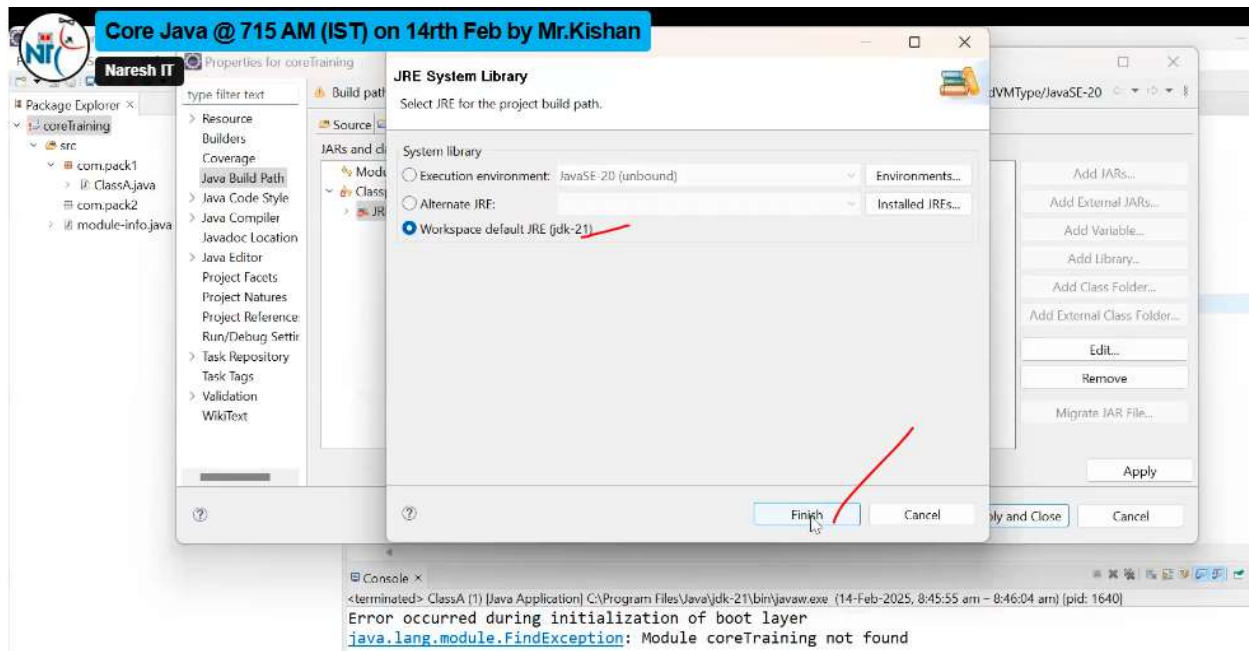 Core Java @ 715 AM (IST) on 14rth Feb by Mr.Kishan
NIT
Naresh IT
Properties for coreTraining
Package Explorer ×
coreTraining
src
com.pack1
ClassA.java
com.pack2
module-info.java
type filter text
Resource
Builders
Coverage
Java Build Path
Java Code Style
Java Compiler
Javadoc Location
Java Editor
Project Facets
Project Natures
Project Reference
Run/Debug Settin
Task Repository
Task Tags
Validation
WikiText
Build path
Source
JARs and cl
Modu
Classp
JR
JRE System Library
Select JRE for the project build path.
System library
Execution environment: JavaSE-20 (unbound) Environments...
Alternate JRE: Installed JREs...
Workspace default JRE (jdk-21)
Finish Cancel
dVMType/JavaSE-20
Add JARs...
Add External JARs...
Add Variable...
Add Library...
Add Class Folder...
Add External Class Folder...
Edit...
Remove
Migrate JAR File...
Apply
ply and Close Cancel
Console ×
<terminated> ClassA (1) [Java Application] C:\Program Files\Java\jdk-21\bin\javaw.exe (14-Feb-2025, 8:45:55 am – 8:46:04 am) [pid: 1640]
Error occurred during initialization of boot layer
java.lang.module.FindException: Module coreTraining not found